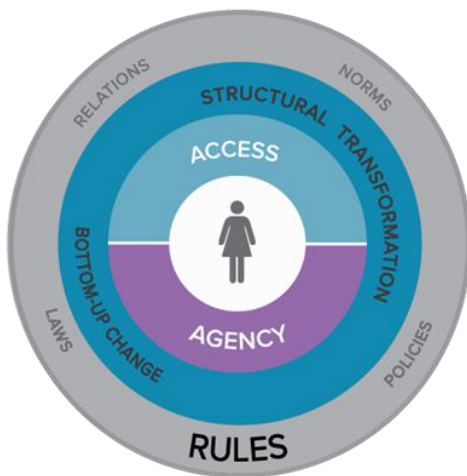 RELATIONS
NORMS
STRUCTURAL TRANSFORMATION
ACCESS
BOTTOM-UP CHANGE
AGENCY
LAWS
POLICIES
RULES